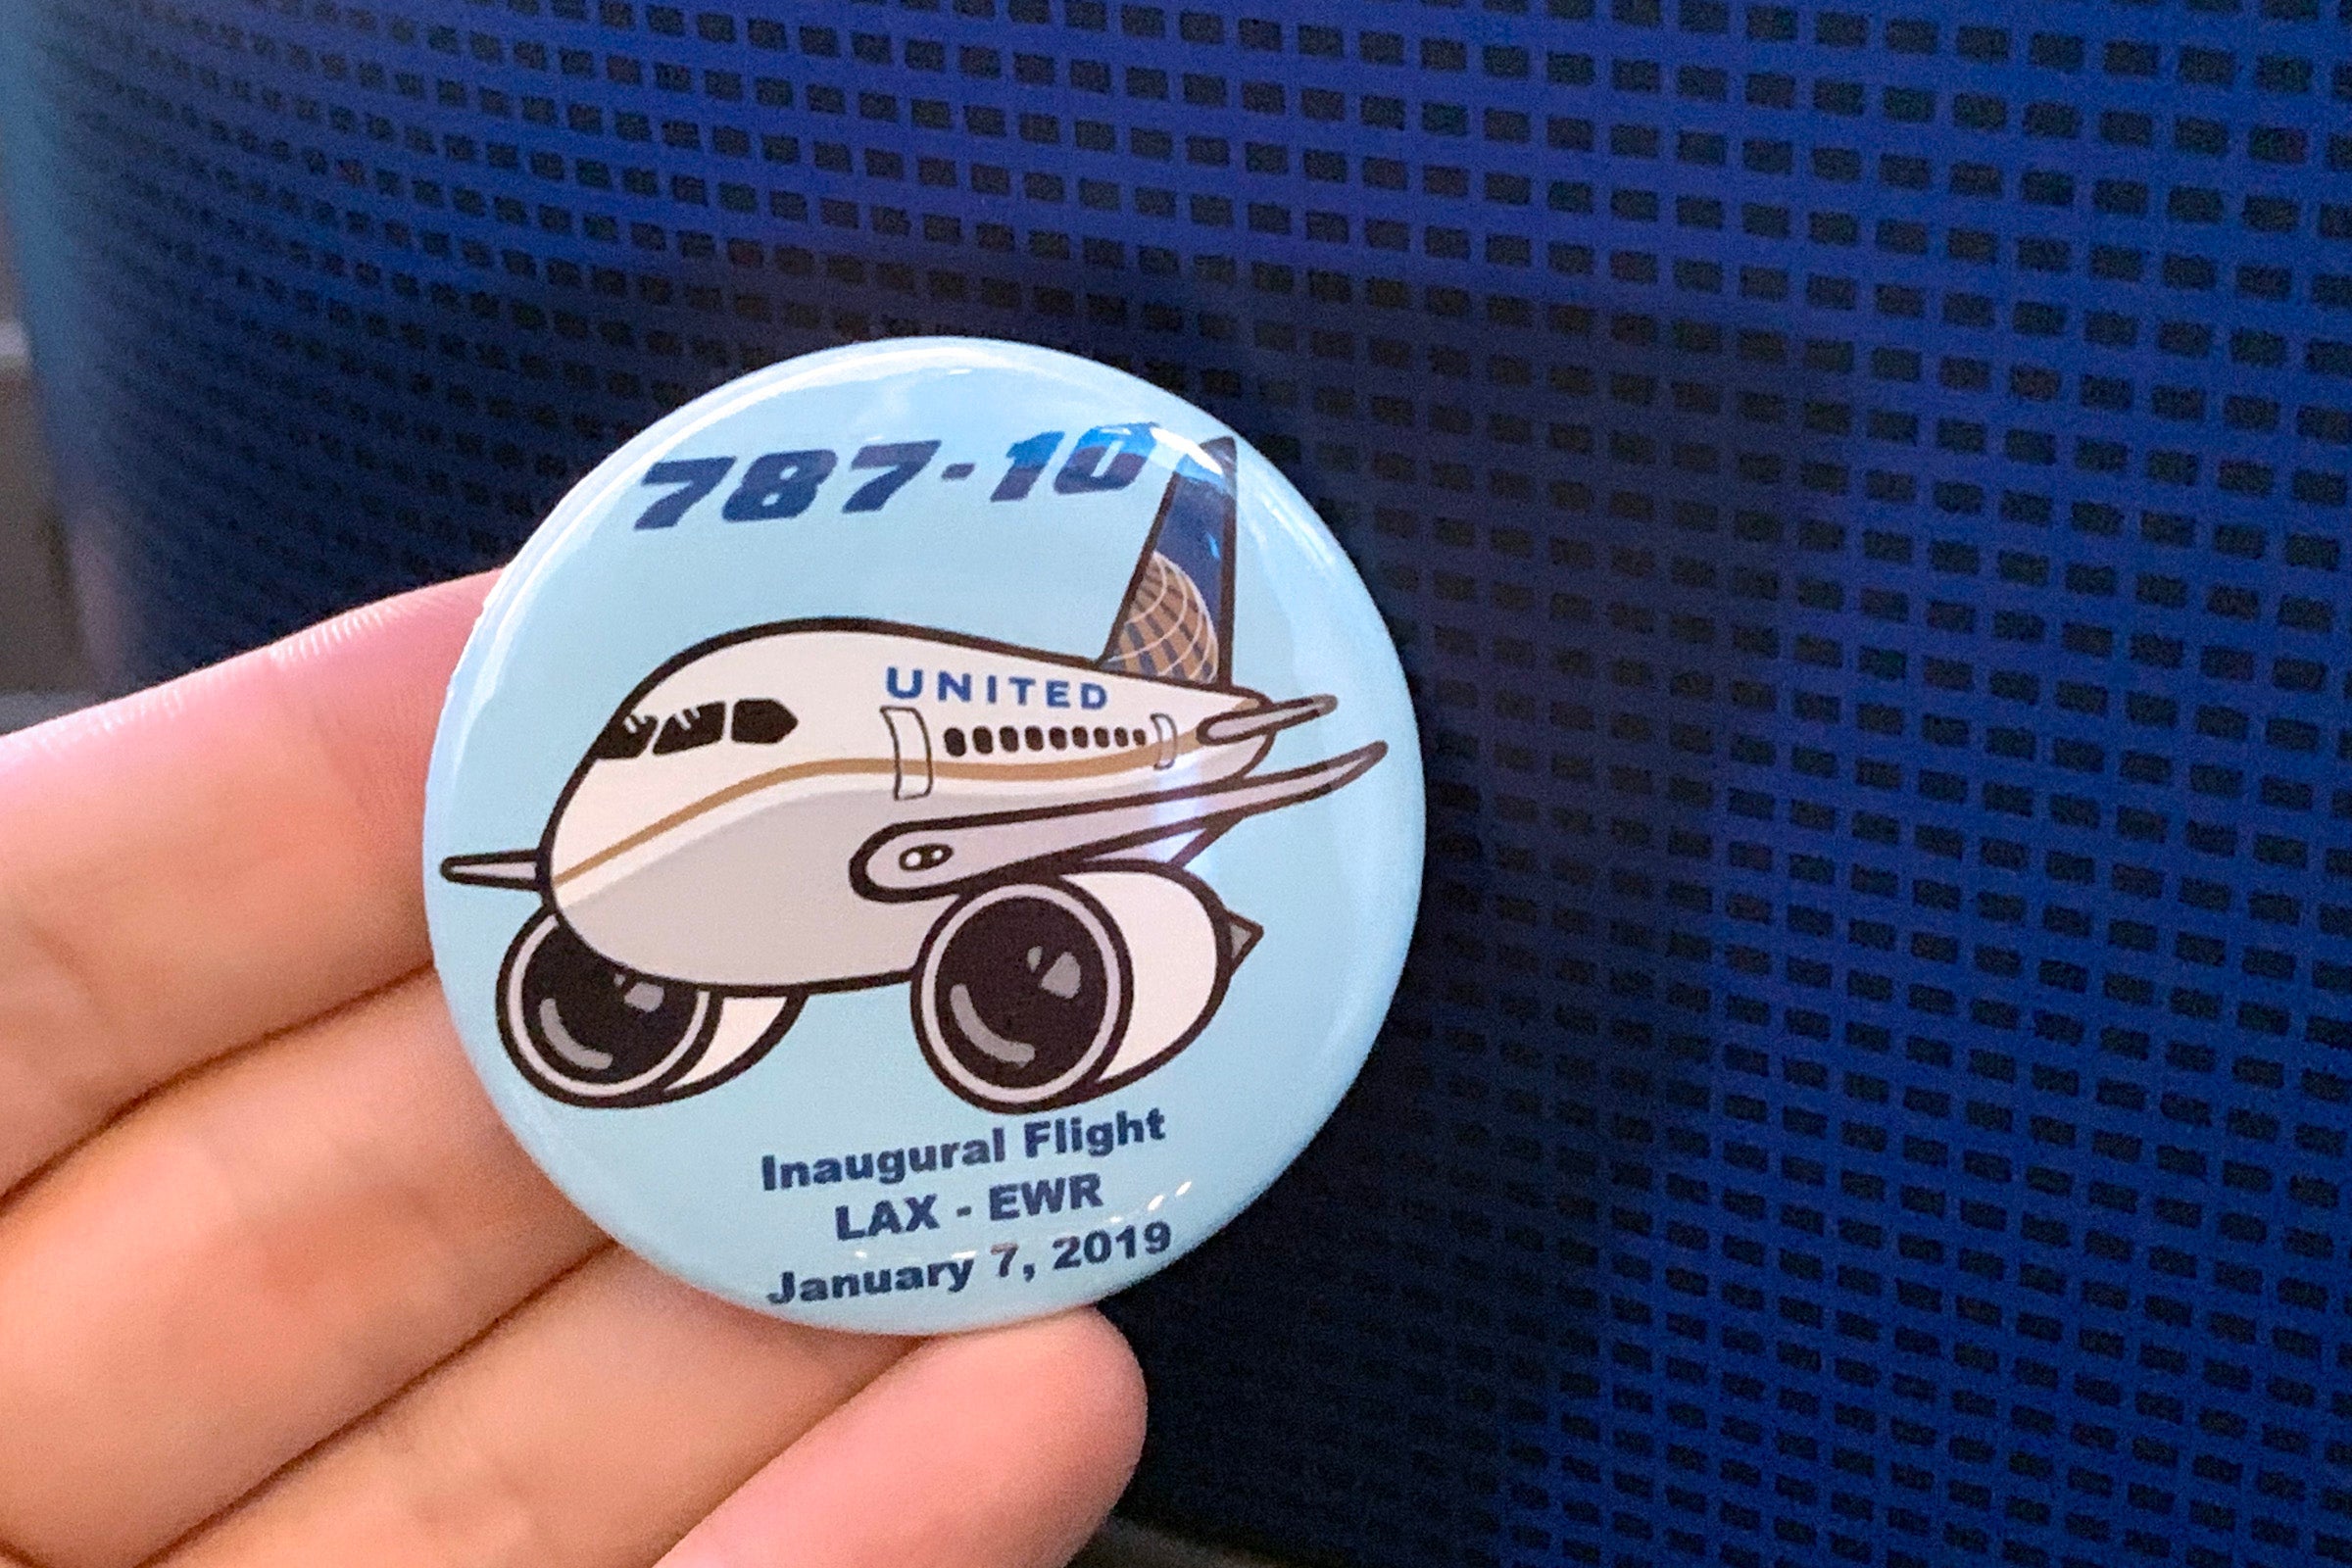 787-10
UNITED
Inaugural Flight
LAX - EWR
January 7, 2019